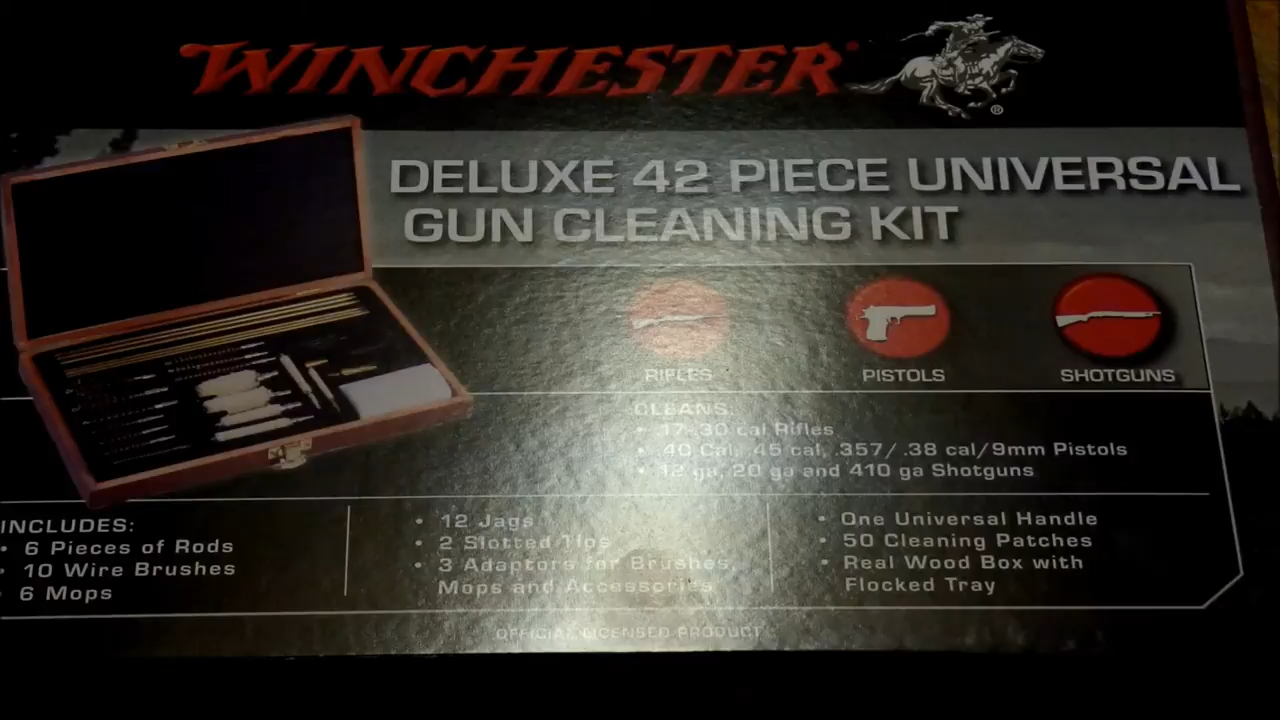 WINCHESTER®
®
DELUXE 42 PIECE UNIVERSAL
GUN CLEANING KIT
RIFLES
PISTOLS
SHOTGUNS
CLEANS:
• .17-.30 cal Rifles
• .40 Cal, .45 cal, .357/ .38 cal/9mm Pistols
• 12 ga, 20 ga and 410 ga Shotguns
INCLUDES:
• 6 Pieces of Rods
• 10 Wire Brushes
• 6 Mops
• 12 Jags
• 2 Slotted Tips
• 3 Adaptors for Brushes,
Mops and Accessories
• One Universal Handle
• 50 Cleaning Patches
• Real Wood Box with
Flocked Tray
OFFICIAL LICENSED PRODUCT